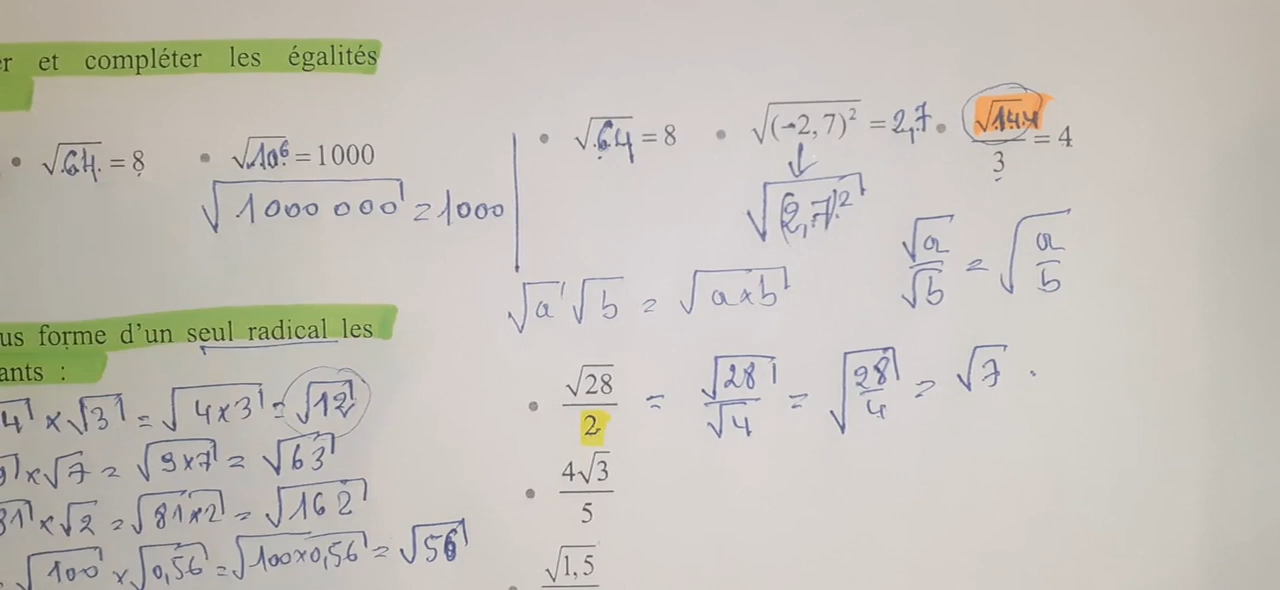 r et compléter les égalités
• √64 = 8 • √10⁶ = 1000
√1000 000 = 1000
• √64 = 8 • √(-2,7)² = 2,7 • √144/3 = 4
↓
√(2,7)²
√a √b = √a×b
√a/√b = √a/b
us forme d'un seul radical les
ants :
4 × √3 = √4×3 = √12
9 × √7 = √9×7 = √63
81 × √2 = √81×2 = √162
√100 × √0,56 = √100×0,56 = √56
• √28/2 = √28/√4 = √28/4 = √7 .
• 4√3/5
√1,5